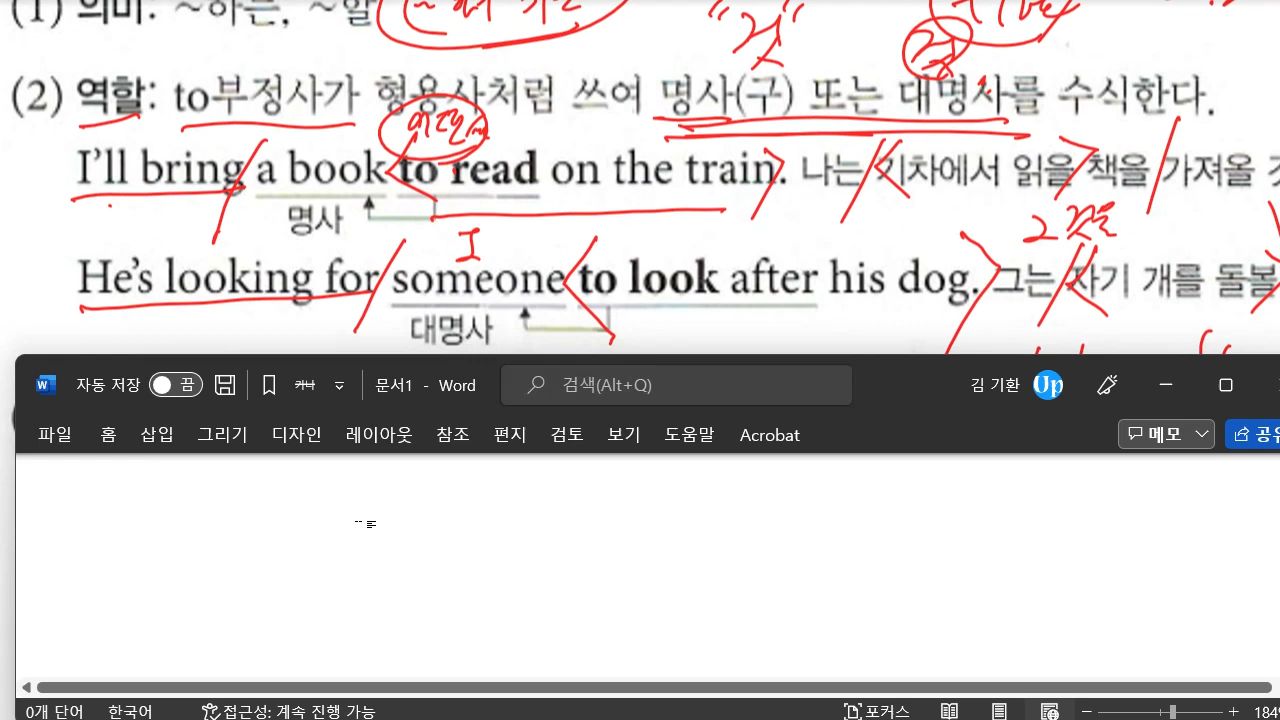 (1) 의미: ~하는, ~할
"것"
(2) 역할: to부정사가 형용사처럼 쓰여 명사(구) 또는 대명사를 수식한다.
I'll bring a book to read on the train. 나는 기차에서 읽을 책을 가져올
명사
He's looking for someone to look after his dog. 그는 자기 개를 돌볼
대명사
자동 저장 끔 가나 문서1 - Word 검색(Alt+Q) 김 기환 Up
파일 홈 삽입 그리기 디자인 레이아웃 참조 편지 검토 보기 도움말 Acrobat 메모 공유
0개 단어 한국어 접근성: 계속 진행 가능 포커스 - + 184